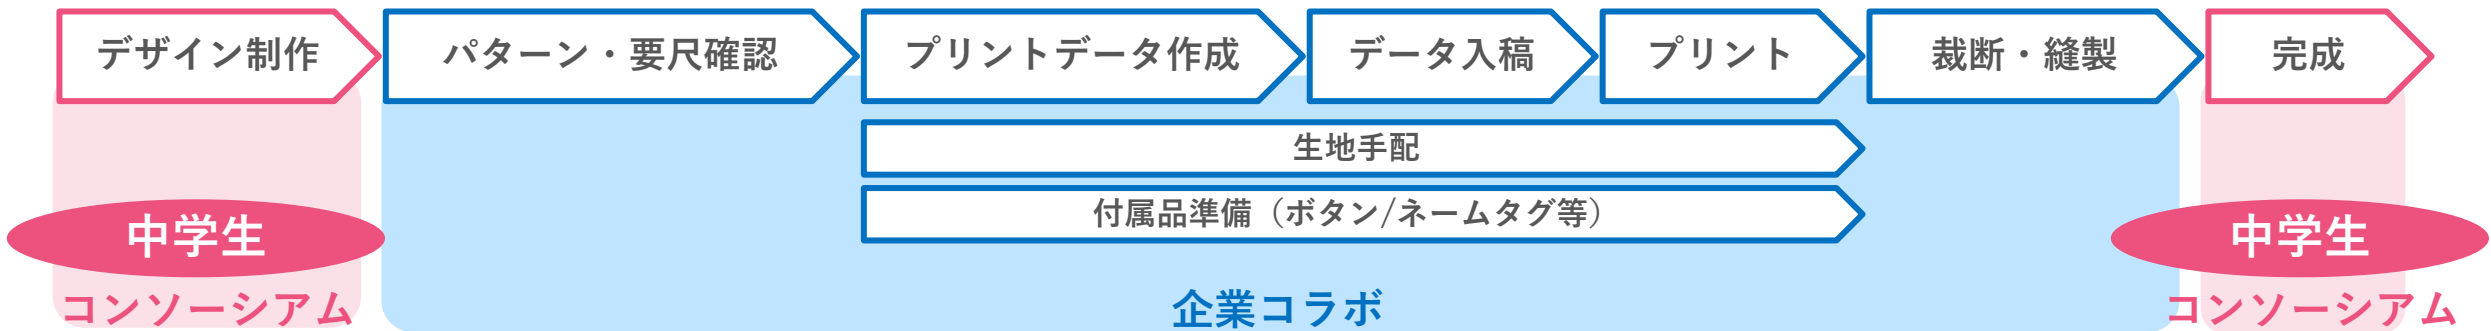 デザイン制作
パターン・要尺確認
プリントデータ作成
データ入稿
プリント
裁断・縫製
完成
生地手配
付属品準備（ボタン/ネームタグ等）
中学生
中学生
コンソーシアム
企業コラボ
コンソーシアム